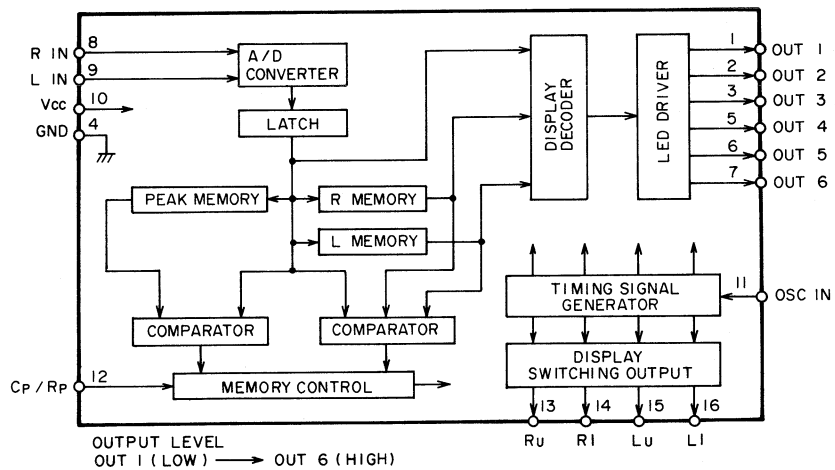 R IN 8
L IN 9
Vcc 10
GND 4
A/D
CONVERTER
LATCH
PEAK MEMORY
R MEMORY
L MEMORY
COMPARATOR
COMPARATOR
CP/RP 12
MEMORY CONTROL
DISPLAY
DECODER
LED DRIVER
1 OUT 1
2 OUT 2
3 OUT 3
5 OUT 4
6 OUT 5
7 OUT 6
TIMING SIGNAL
GENERATOR
11 OSC IN
DISPLAY
SWITCHING OUTPUT
13 14 15 16
Ru Rl Lu Ll
OUTPUT LEVEL
OUT 1 (LOW) → OUT 6 (HIGH)